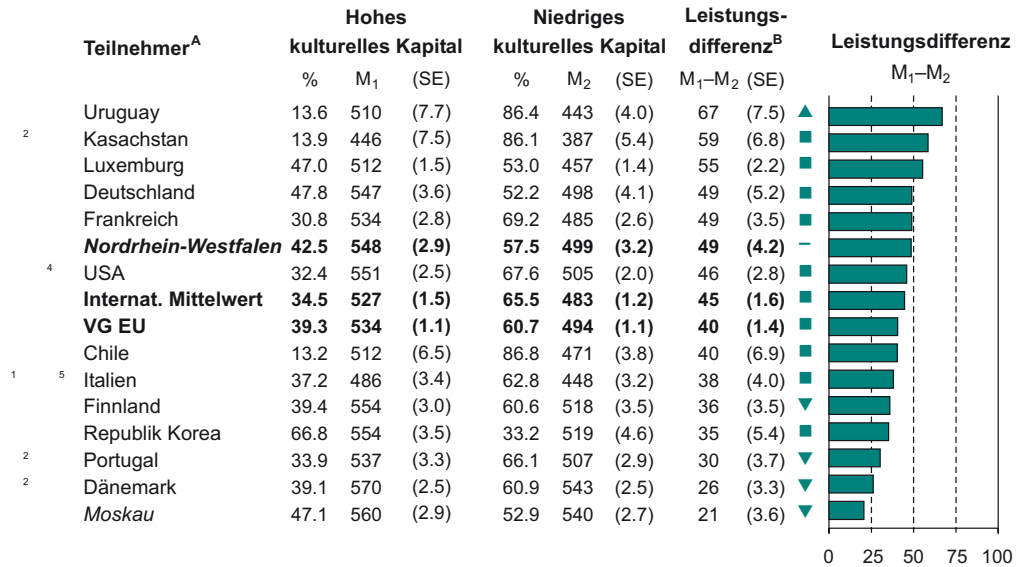 Hohes Niedriges Leistungs-
Teilnehmer^A kulturelles Kapital kulturelles Kapital differenz^B Leistungsdifferenz
% M₁ (SE) % M₂ (SE) M₁–M₂ (SE) M₁–M₂
Uruguay 13.6 510 (7.7) 86.4 443 (4.0) 67 (7.5) ▲
2 Kasachstan 13.9 446 (7.5) 86.1 387 (5.4) 59 (6.8) ■
Luxemburg 47.0 512 (1.5) 53.0 457 (1.4) 55 (2.2) ■
Deutschland 47.8 547 (3.6) 52.2 498 (4.1) 49 (5.2) ■
Frankreich 30.8 534 (2.8) 69.2 485 (2.6) 49 (3.5) ■
Nordrhein-Westfalen 42.5 548 (2.9) 57.5 499 (3.2) 49 (4.2) –
4 USA 32.4 551 (2.5) 67.6 505 (2.0) 46 (2.8) ■
Internat. Mittelwert 34.5 527 (1.5) 65.5 483 (1.2) 45 (1.6) ■
VG EU 39.3 534 (1.1) 60.7 494 (1.1) 40 (1.4) ■
Chile 13.2 512 (6.5) 86.8 471 (3.8) 40 (6.9) ■
1 5 Italien 37.2 486 (3.4) 62.8 448 (3.2) 38 (4.0) ■
Finnland 39.4 554 (3.0) 60.6 518 (3.5) 36 (3.5) ▼
Republik Korea 66.8 554 (3.5) 33.2 519 (4.6) 35 (5.4) ■
2 Portugal 33.9 537 (3.3) 66.1 507 (2.9) 30 (3.7) ▼
2 Dänemark 39.1 570 (2.5) 60.9 543 (2.5) 26 (3.3) ▼
Moskau 47.1 560 (2.9) 52.9 540 (2.7) 21 (3.6) ▼
0 25 50 75 100